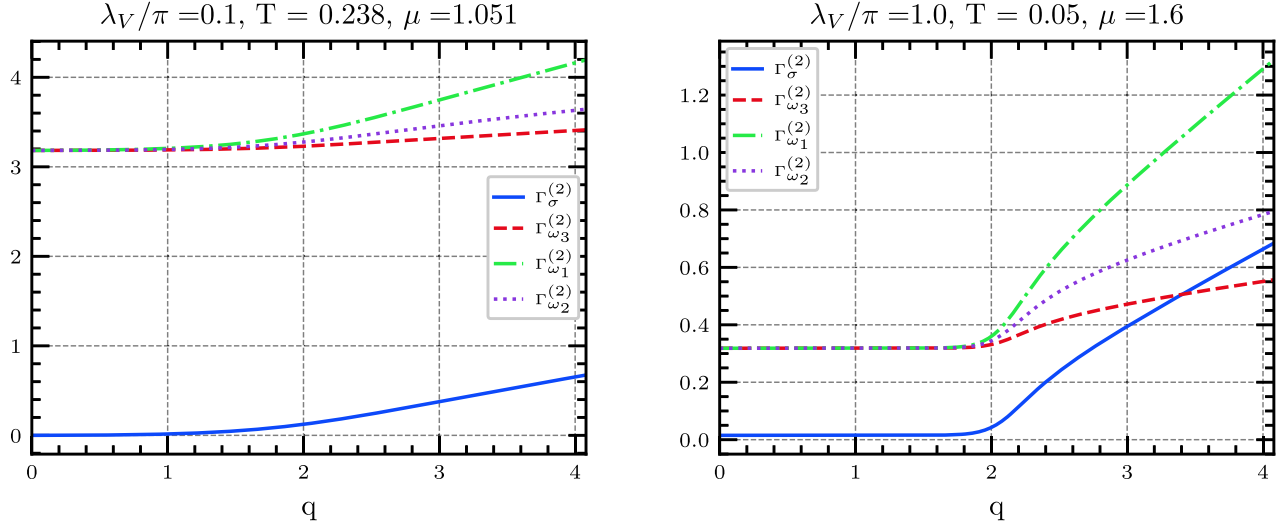 λ_V/π =0.1, T = 0.238, μ =1.051
4
3
2
1
0
Γ_σ^(2)
Γ_ω₃^(2)
Γ_ω₁^(2)
Γ_ω₂^(2)
0 1 2 3 4
q
λ_V/π =1.0, T = 0.05, μ =1.6
Γ_σ^(2)
Γ_ω₃^(2)
Γ_ω₁^(2)
Γ_ω₂^(2)
1.2
1.0
0.8
0.6
0.4
0.2
0.0
0 1 2 3 4
q